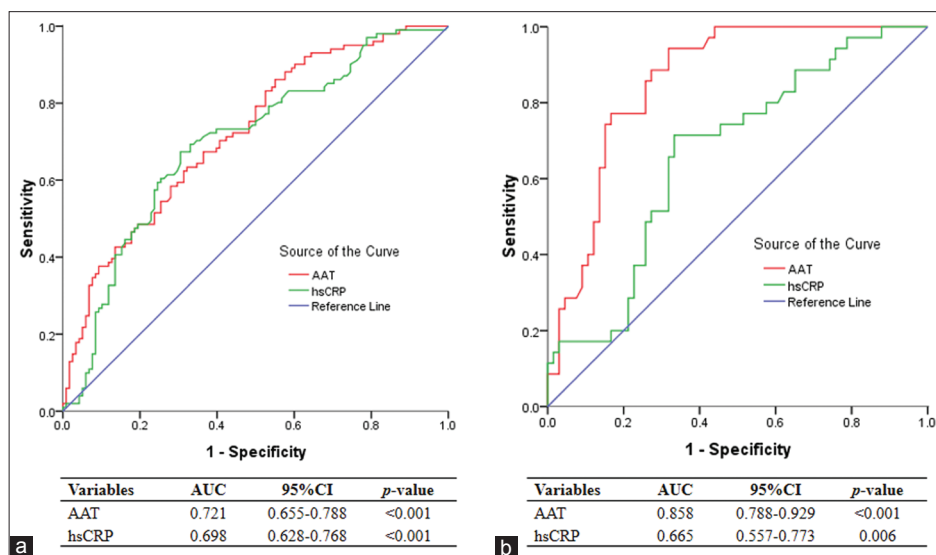 1.0
0.8
0.6
0.4
0.2
0.0
Sensitivity
Source of the Curve
AAT
hsCRP
Reference Line
0.0 0.2 0.4 0.6 0.8 1.0
1 - Specificity
Variables AUC 95%CI p-value
AAT 0.721 0.655-0.788 <0.001
hsCRP 0.698 0.628-0.768 <0.001
a
1.0
0.8
0.6
0.4
0.2
0.0
Sensitivity
Source of the Curve
AAT
hsCRP
Reference Line
0.0 0.2 0.4 0.6 0.8 1.0
1 - Specificity
Variables AUC 95%CI p-value
AAT 0.858 0.788-0.929 <0.001
hsCRP 0.665 0.557-0.773 0.006
b